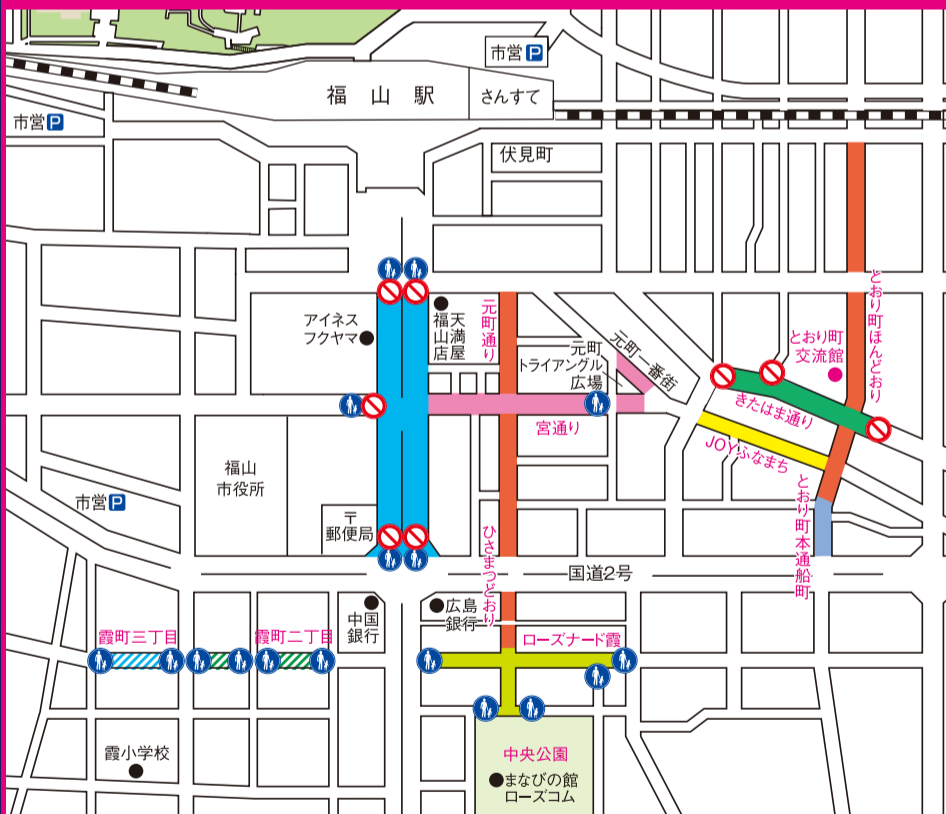 市営P
福山駅
さんすて
市営P
伏見町
アイネス
フクヤマ
天満屋
福山店
元町通り
元町
トライアングル
広場
元町一番街
とおり町
交流館
とおり町ほんどおり
きたはま通り
宮通り
JOYふなまち
福山
市役所
市営P
〒
郵便局
ひさまつどおり
とおり町本通船町
国道2号
中国
銀行
広島
銀行
霞町三丁目
霞町二丁目
ローズナード霞
霞小学校
中央公園
まなびの館
ローズコム